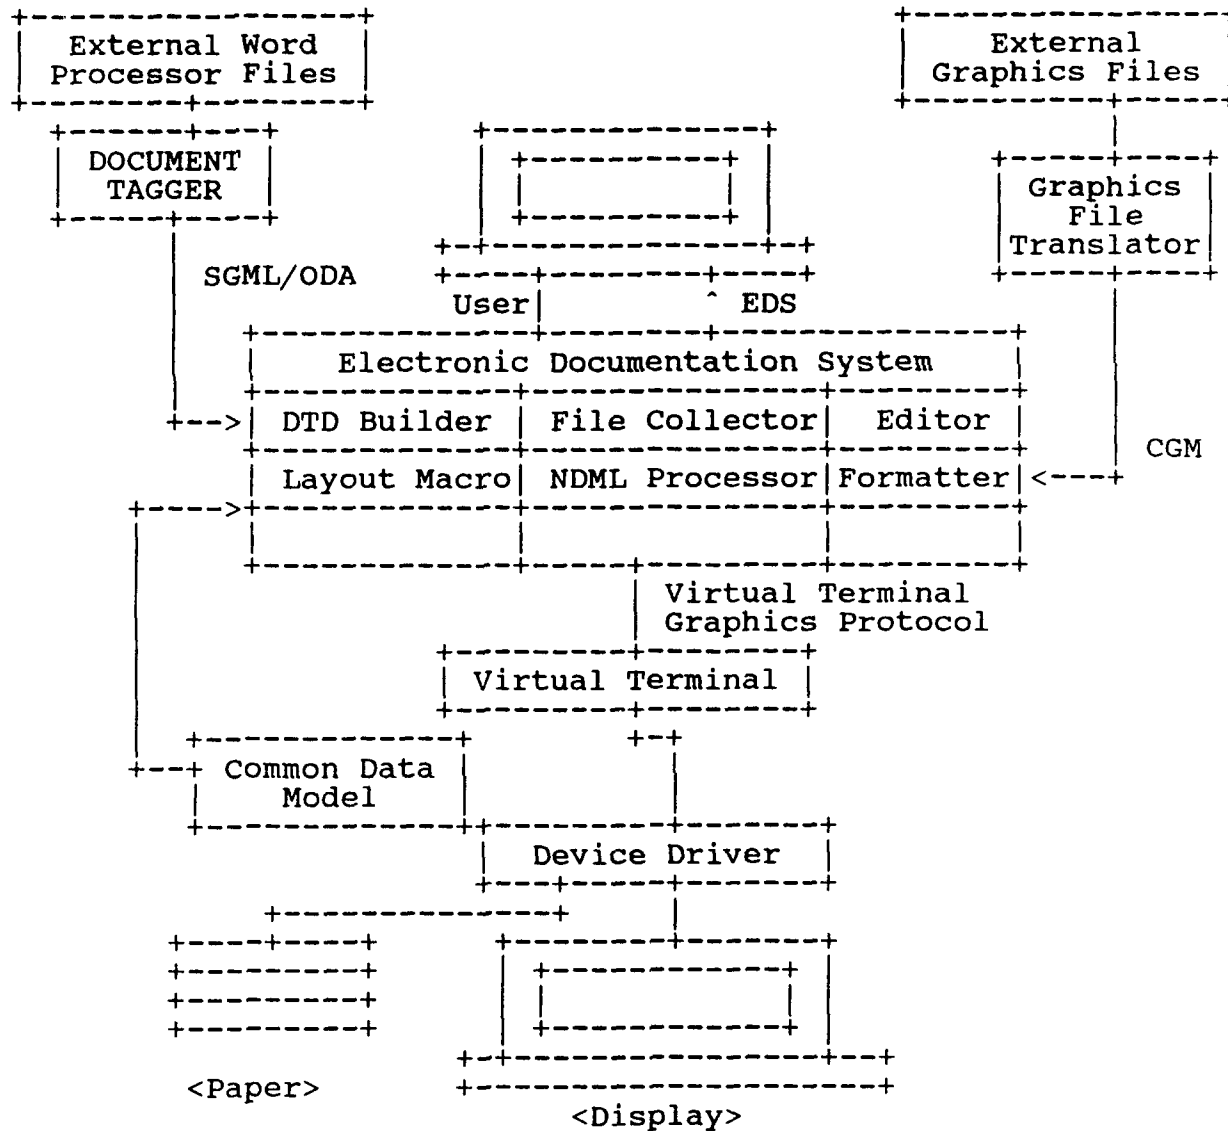 External Word
Processor Files
External
Graphics Files
DOCUMENT
TAGGER
Graphics
File
Translator
SGML/ODA
User
^ EDS
Electronic Documentation System
DTD Builder
File Collector
Editor
CGM
Layout Macro
NDML Processor
Formatter
Virtual Terminal
Graphics Protocol
Virtual Terminal
Common Data
Model
Device Driver
<Paper>
<Display>